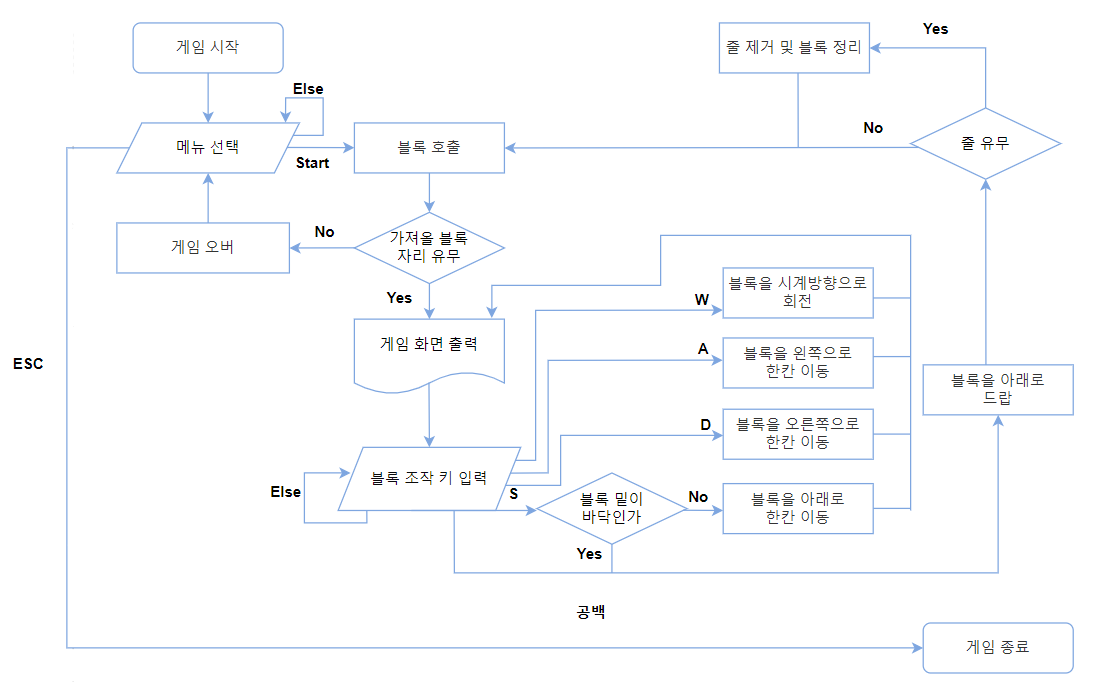 게임 시작
Else
메뉴 선택
Start
블록 호출
줄 제거 및 블록 정리
Yes
No
줄 유무
게임 오버
No
가져올 블록
자리 유무
Yes
게임 화면 출력
W
블록을 시계방향으로
회전
A
블록을 왼쪽으로
한칸 이동
D
블록을 오른쪽으로
한칸 이동
블록을 아래로
드랍
ESC
블록 조작 키 입력
Else
S
블록 밑이
바닥인가
No
블록을 아래로
한칸 이동
Yes
공백
게임 종료